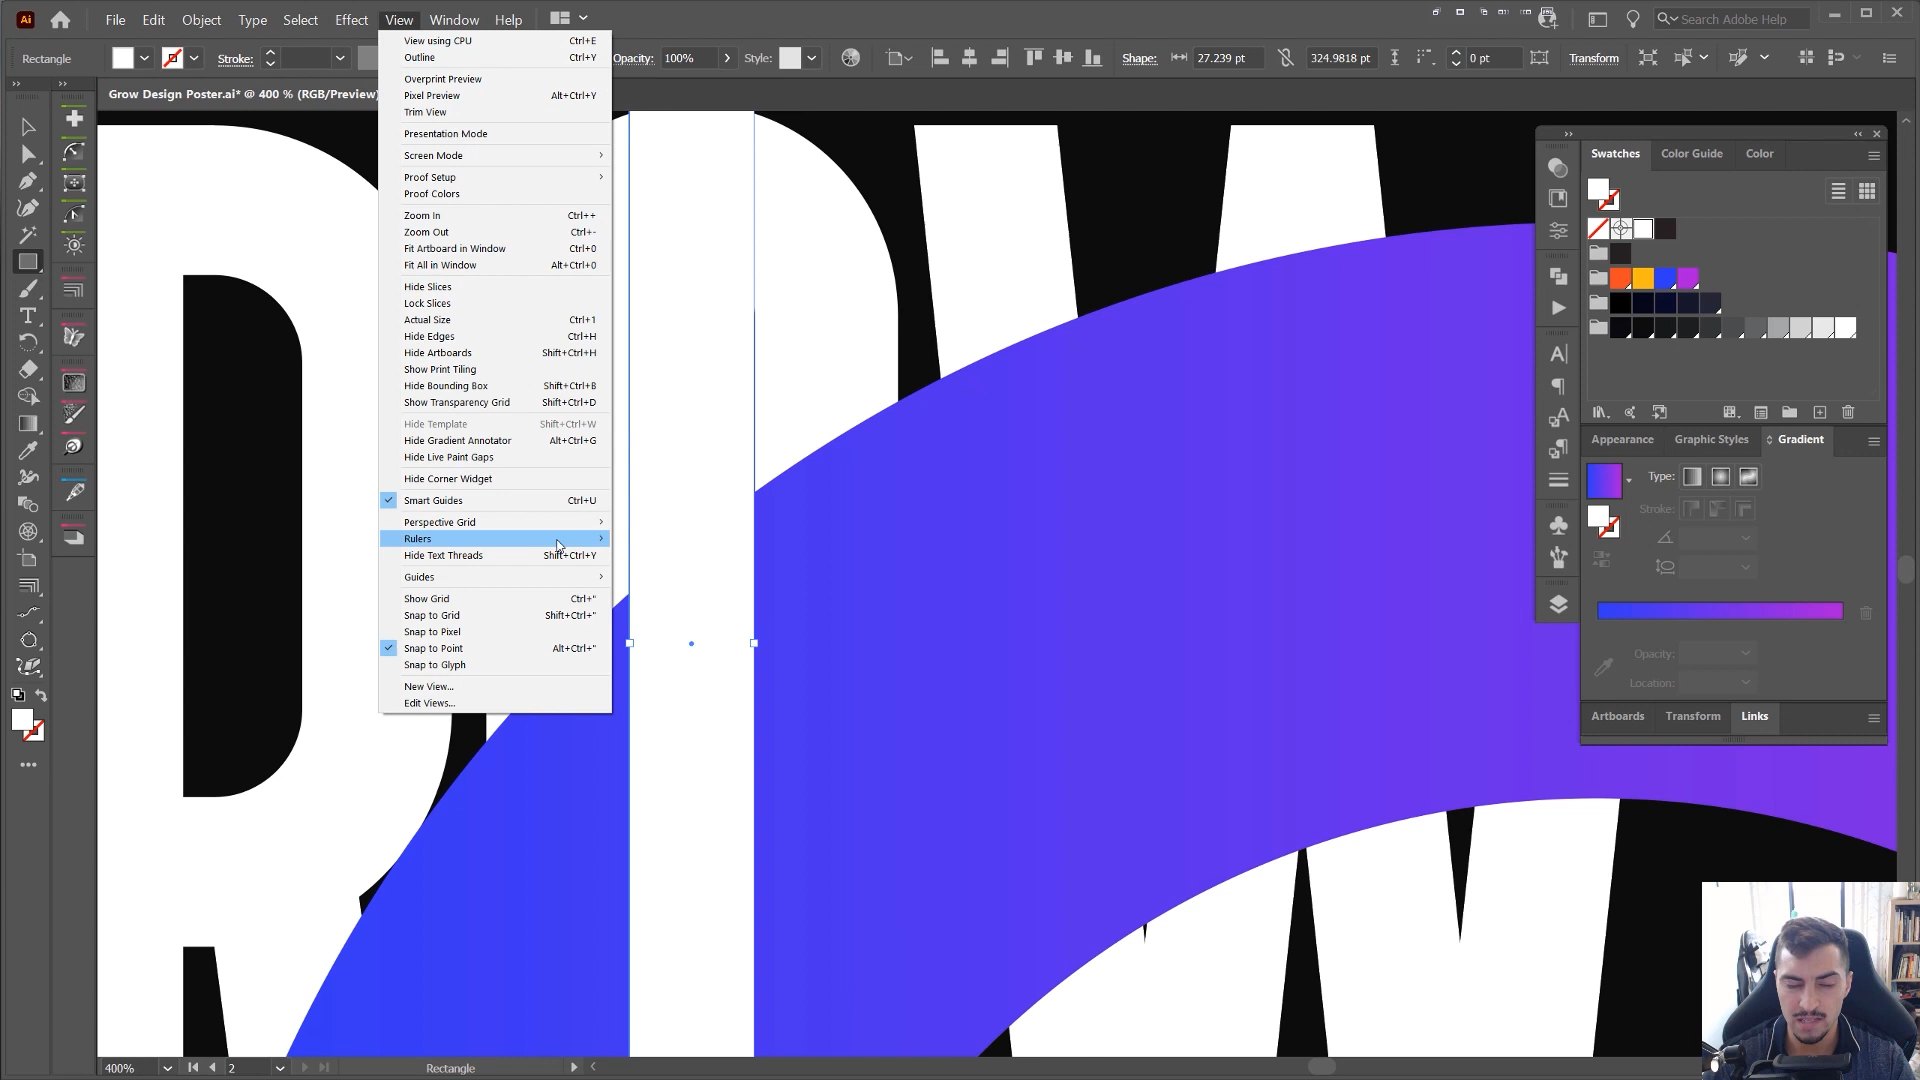 Ai File Edit Object Type Select Effect View Window Help Search Adobe Help
Rectangle Stroke: Opacity: 100% Style: Shape: 27.239 pt 324.9818 pt 0 pt Transform
Grow Design Poster.ai* @ 400 % (RGB/Preview)
View using CPU Ctrl+E
Outline Ctrl+Y
Overprint Preview
Pixel Preview Alt+Ctrl+Y
Trim View
Presentation Mode
Screen Mode
Proof Setup
Proof Colors
Zoom In Ctrl++
Zoom Out Ctrl+-
Fit Artboard in Window Ctrl+0
Fit All in Window Alt+Ctrl+0
Hide Slices
Lock Slices
Actual Size Ctrl+1
Hide Edges Ctrl+H
Hide Artboards Shift+Ctrl+H
Show Print Tiling
Hide Bounding Box Shift+Ctrl+B
Show Transparency Grid Shift+Ctrl+D
Hide Template Shift+Ctrl+W
Hide Gradient Annotator Alt+Ctrl+G
Hide Live Paint Gaps
Hide Corner Widget
Smart Guides Ctrl+U
Perspective Grid
Rulers
Hide Text Threads Shift+Ctrl+Y
Guides
Show Grid Ctrl+"
Snap to Grid Shift+Ctrl+"
Snap to Pixel
Snap to Point Alt+Ctrl+"
Snap to Glyph
New View...
Edit Views...
Swatches Color Guide Color
Appearance Graphic Styles Gradient
Type:
Stroke:
Opacity:
Location:
Artboards Transform Links
400% 2 Rectangle